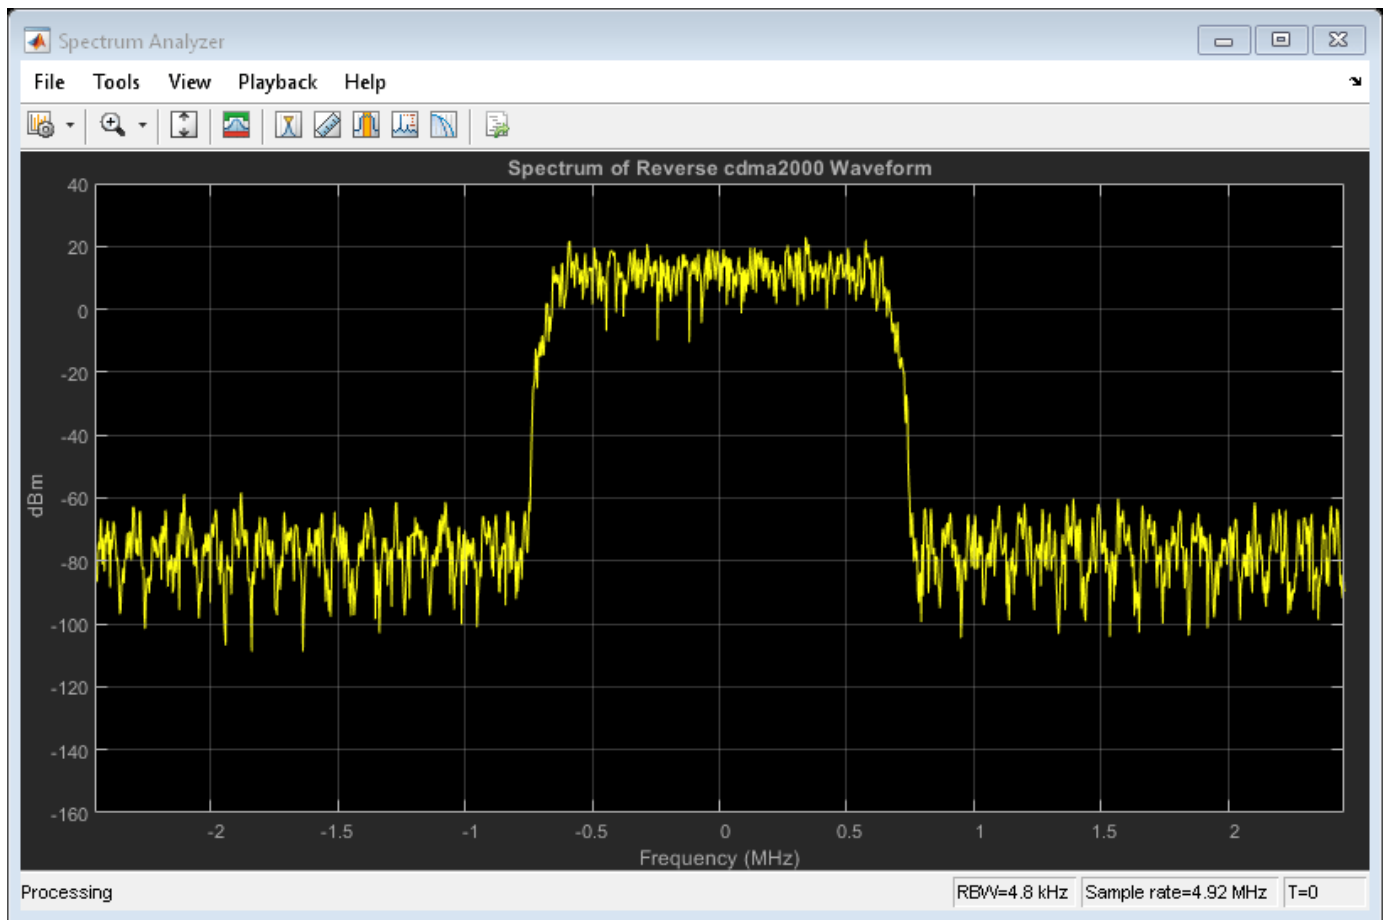 Spectrum Analyzer
File Tools View Playback Help
Spectrum of Reverse cdma2000 Waveform
40
20
0
-20
-40
-60
-80
-100
-120
-140
-160
dBm
-2 -1.5 -1 -0.5 0 0.5 1 1.5 2
Frequency (MHz)
Processing RBW=4.8 kHz Sample rate=4.92 MHz T=0